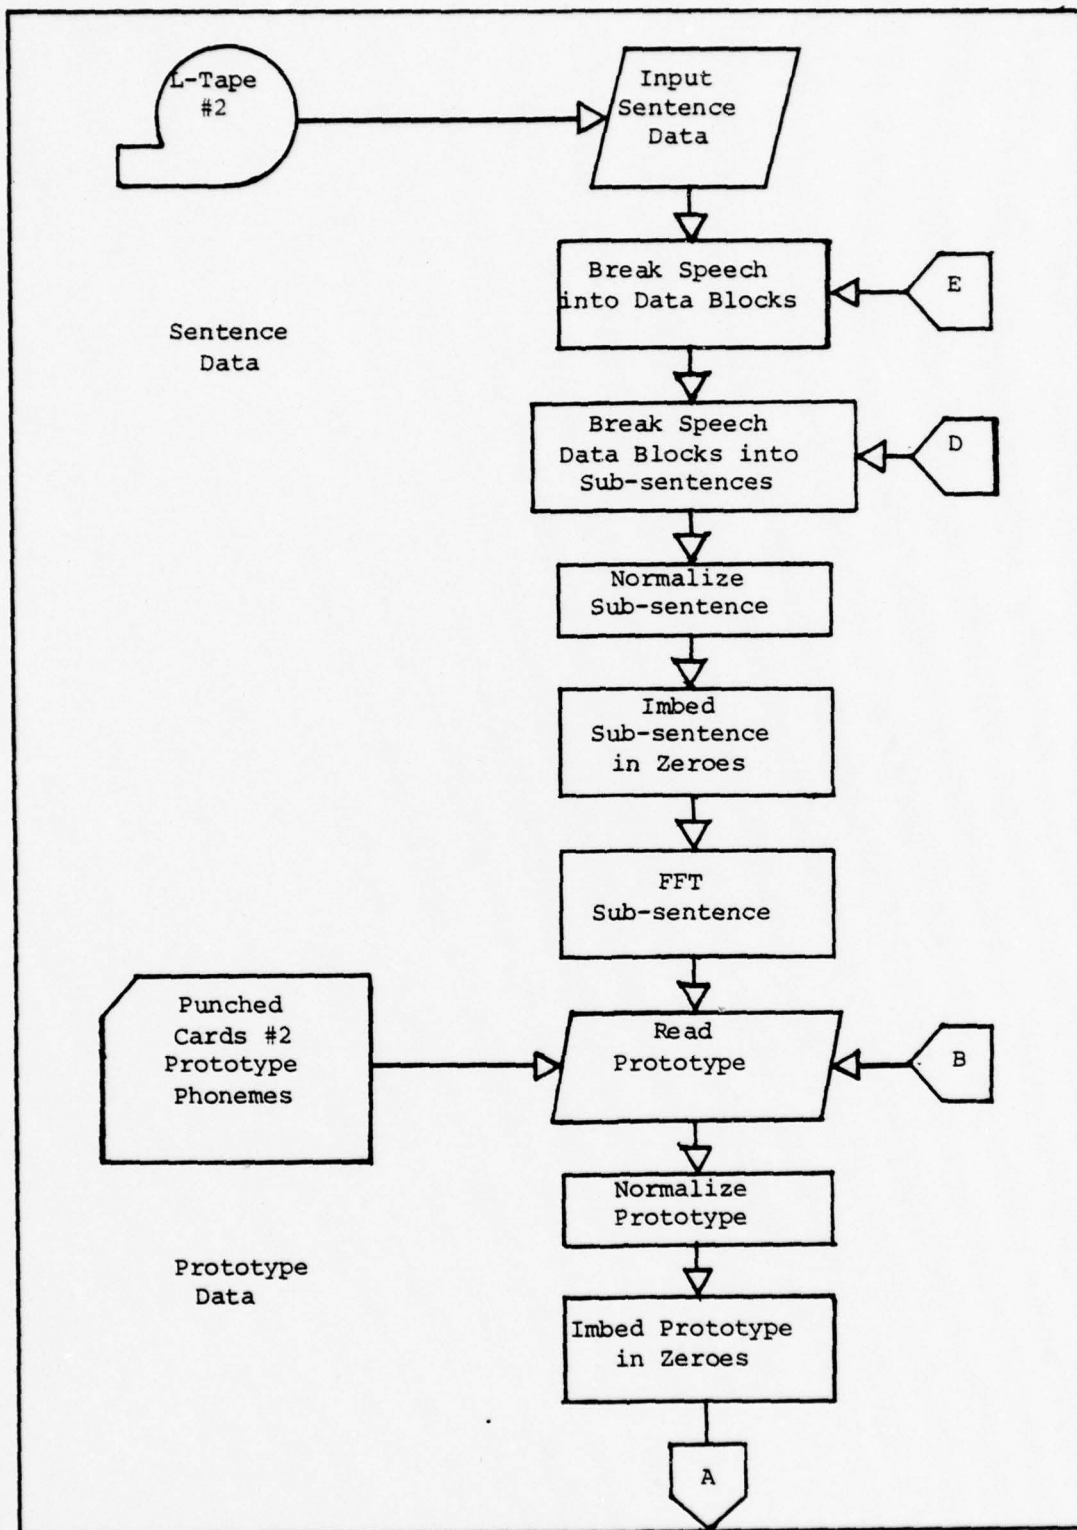 L-Tape
#2
Input
Sentence
Data
Break Speech
into Data Blocks
E
Sentence
Data
Break Speech
Data Blocks into
Sub-sentences
D
Normalize
Sub-sentence
Imbed
Sub-sentence
in Zeroes
FFT
Sub-sentence
Punched
Cards #2
Prototype
Phonemes
Read
Prototype
B
Normalize
Prototype
Prototype
Data
Imbed Prototype
in Zeroes
A